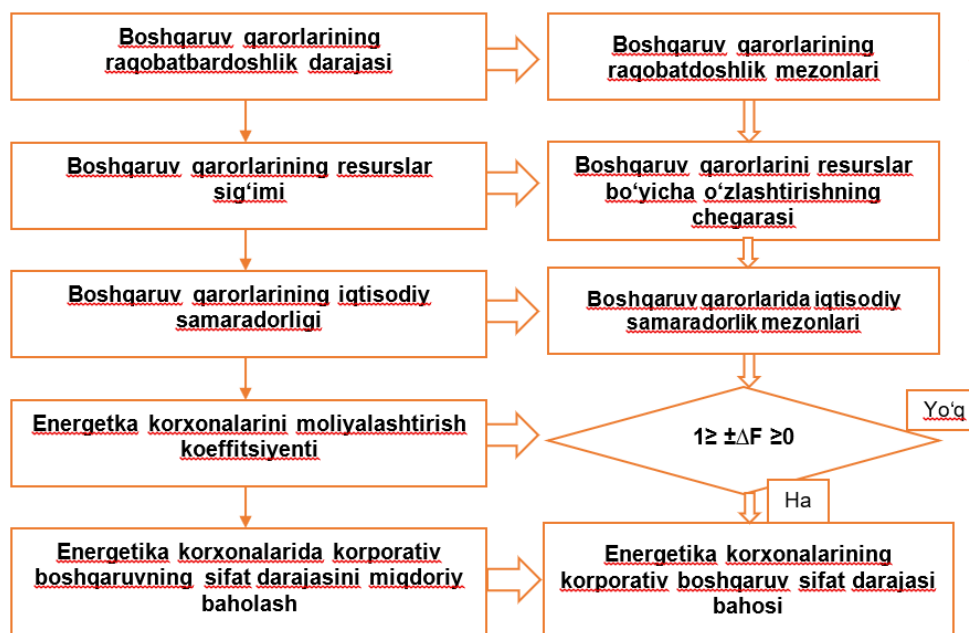 Boshqaruv qarorlarining
raqobatbardoshlik darajasi
Boshqaruv qarorlarining
raqobatdoshlik mezonlari
Boshqaruv qarorlarining resurslar
sig‘imi
Boshqaruv qarorlarini resurslar
bo‘yicha o‘zlashtirishning
chegarasi
Boshqaruv qarorlarining iqtisodiy
samaradorligi
Boshqaruv qarorlarida iqtisodiy
samaradorlik mezonlari
Energetka korxonalarini moliyalashtirish
koeffitsiyenti
1≥ ±∆F ≥0
Yo‘q
Ha
Energetika korxonalarida korporativ
boshqaruvning sifat darajasini miqdoriy
baholash
Energetika korxonalarining
korporativ boshqaruv sifat darajasi
bahosi